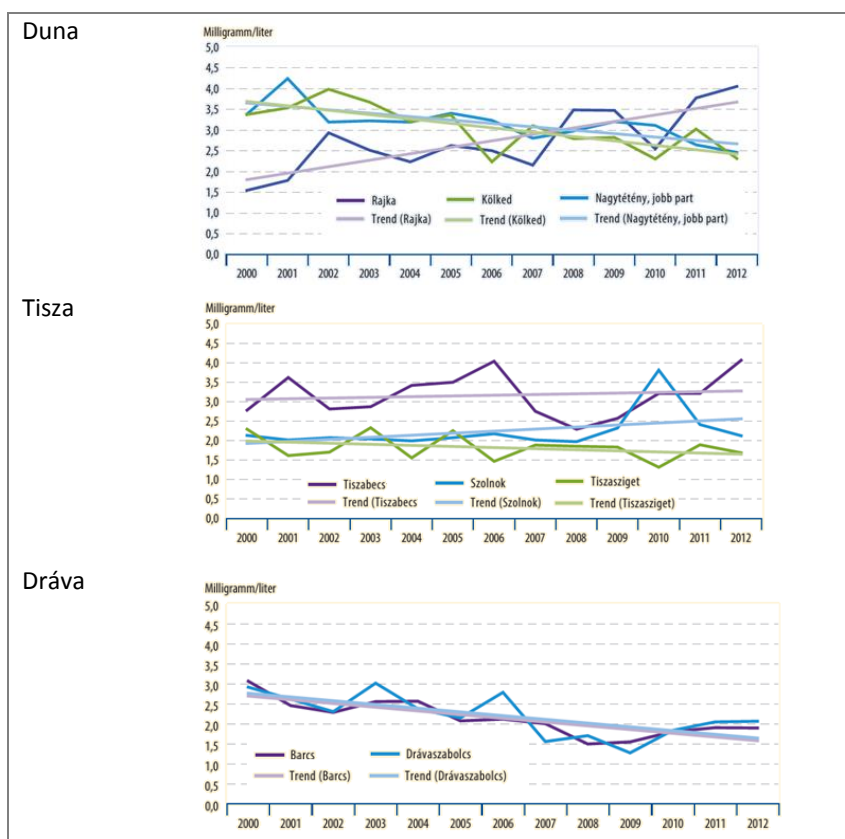 Duna
Milligramm/liter
5,0
4,5
4,0
3,5
3,0
2,5
2,0
1,5
1,0
0,5
0,0
Rajka Kölked Nagytétény, jobb part
Trend (Rajka) Trend (Kölked) Trend (Nagytétény, jobb part)
2000 2001 2002 2003 2004 2005 2006 2007 2008 2009 2010 2011 2012
Tisza
Milligramm/liter
5,0
4,5
4,0
3,5
3,0
2,5
2,0
1,5
1,0
0,5
0,0
Tiszabecs Szolnok Tiszasziget
Trend (Tiszabecs Trend (Szolnok) Trend (Tiszasziget)
2000 2001 2002 2003 2004 2005 2006 2007 2008 2009 2010 2011 2012
Dráva
Milligramm/liter
5,0
4,5
4,0
3,5
3,0
2,5
2,0
1,5
1,0
0,5
0,0
Barcs Drávaszabolcs
Trend (Barcs) Trend (Drávaszabolcs)
2000 2001 2002 2003 2004 2005 2006 2007 2008 2009 2010 2011 2012